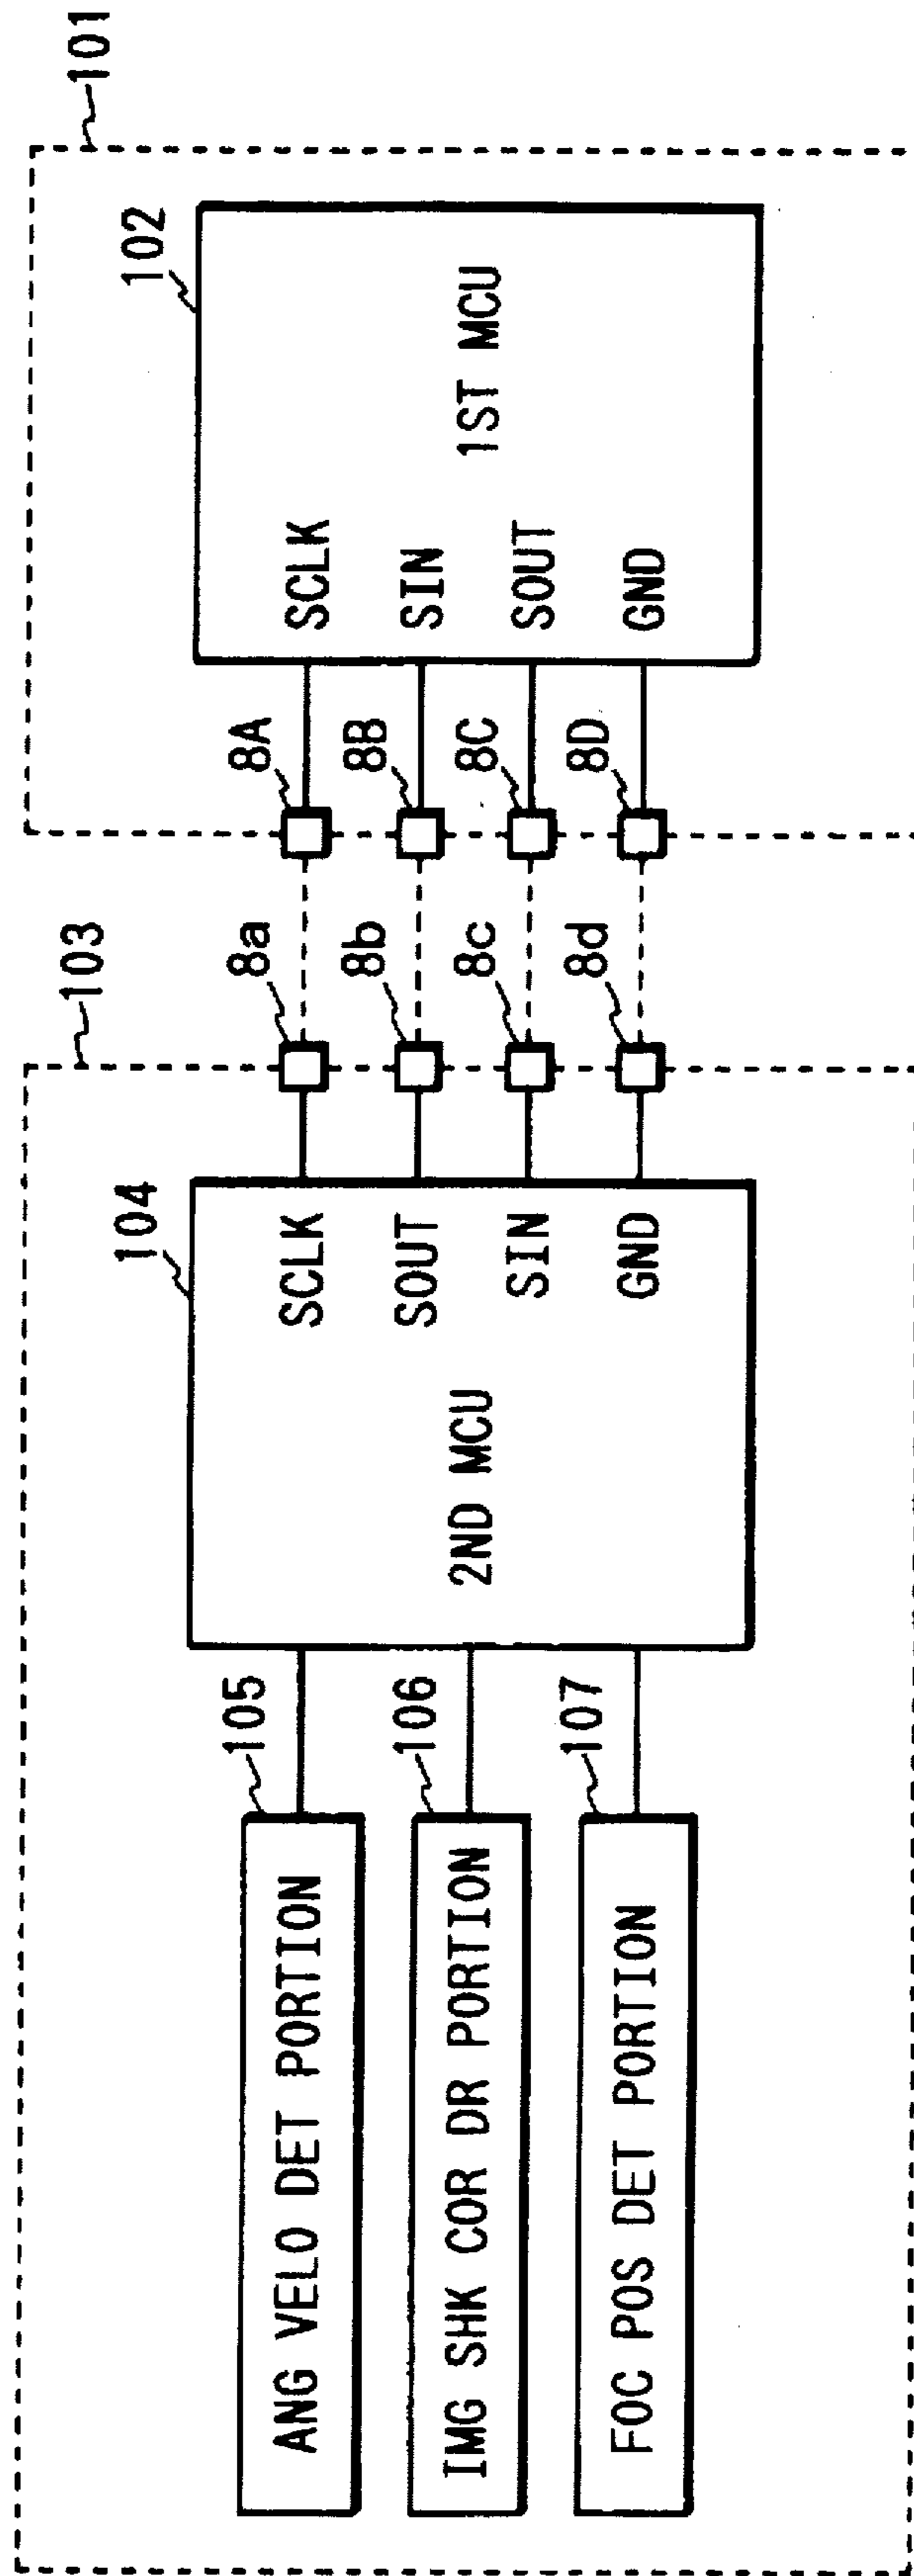 101
102
1ST MCU
SCLK
SIN
SOUT
GND
8A
8B
8C
8D
103
8a
8b
8c
8d
104
SCLK
SOUT
SIN
GND
2ND MCU
105
106
107
ANG VELO DET PORTION
IMG SHK COR DR PORTION
FOC POS DET PORTION